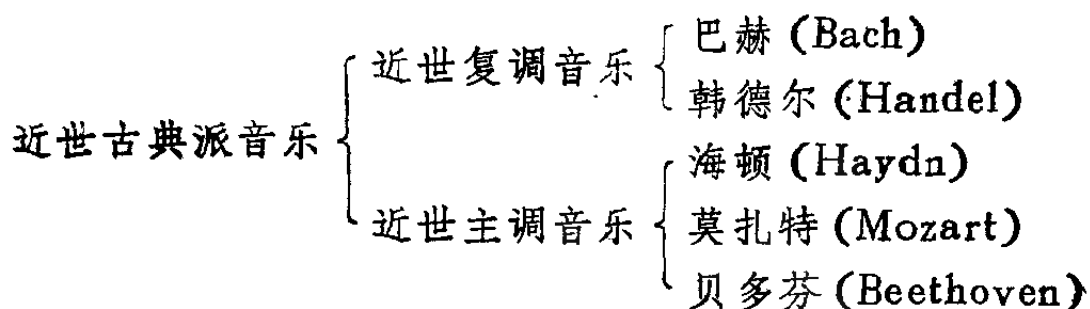 近世古典派音乐
近世复调音乐
巴赫 (Bach)
韩德尔 (Handel)
近世主调音乐
海顿 (Haydn)
莫扎特 (Mozart)
贝多芬 (Beethoven)